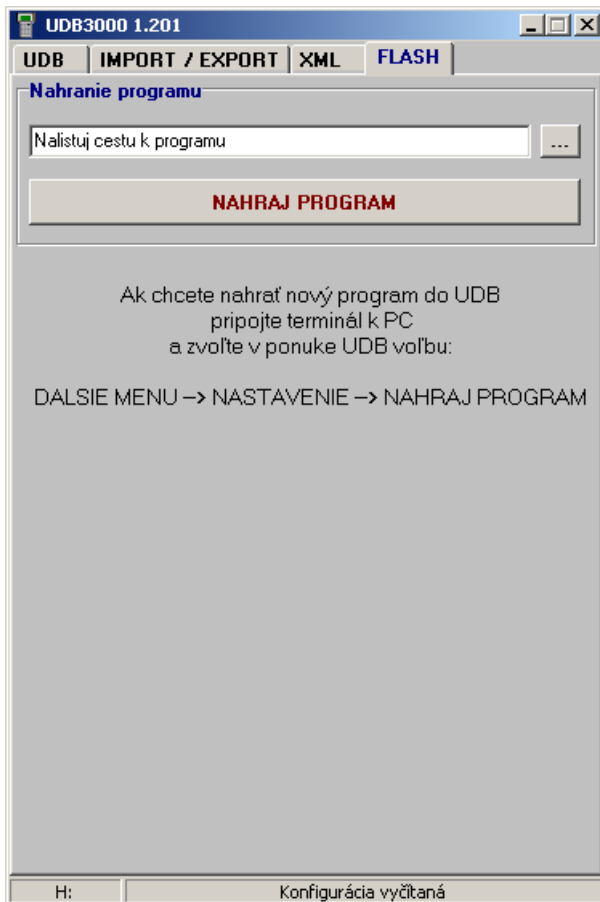 UDB3000 1.201
UDB IMPORT / EXPORT XML FLASH
Nahranie programu
Nalistuj cestu k programu ...
NAHRAJ PROGRAM
Ak chcete nahrať nový program do UDB
pripojte terminál k PC
a zvoľte v ponuke UDB voľbu:
DALSIE MENU –> NASTAVENIE –> NAHRAJ PROGRAM
H: Konfigurácia vyčítaná